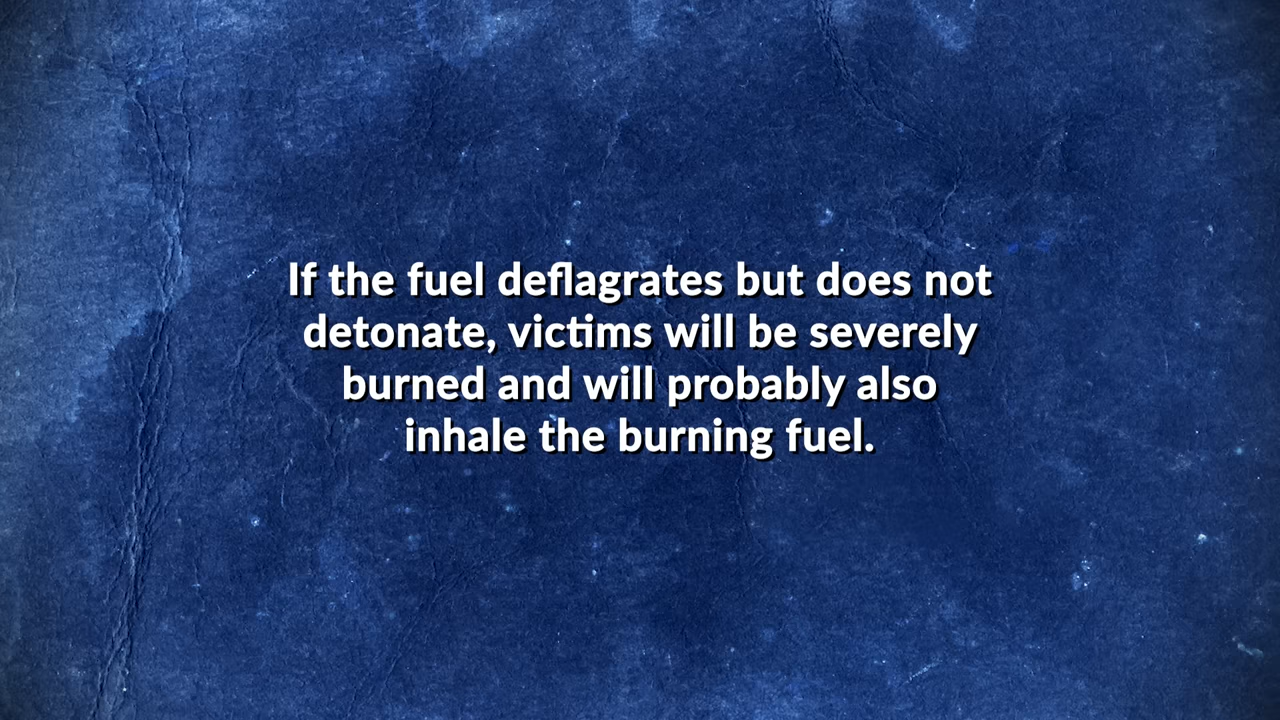 If the fuel deflagrates but does not
detonate, victims will be severely
burned and will probably also
inhale the burning fuel.